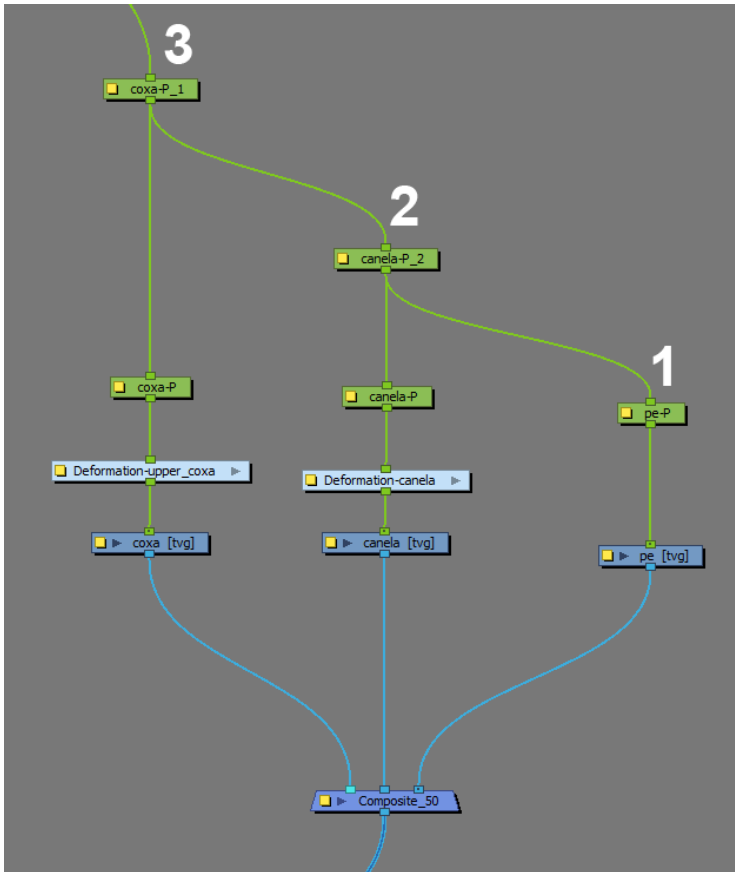 3
coxa-P_1
2
canela-P_2
1
coxa-P
canela-P
pe-P
Deformation-upper_coxa
Deformation-canela
coxa [tvg]
canela [tvg]
pe [tvg]
Composite_50